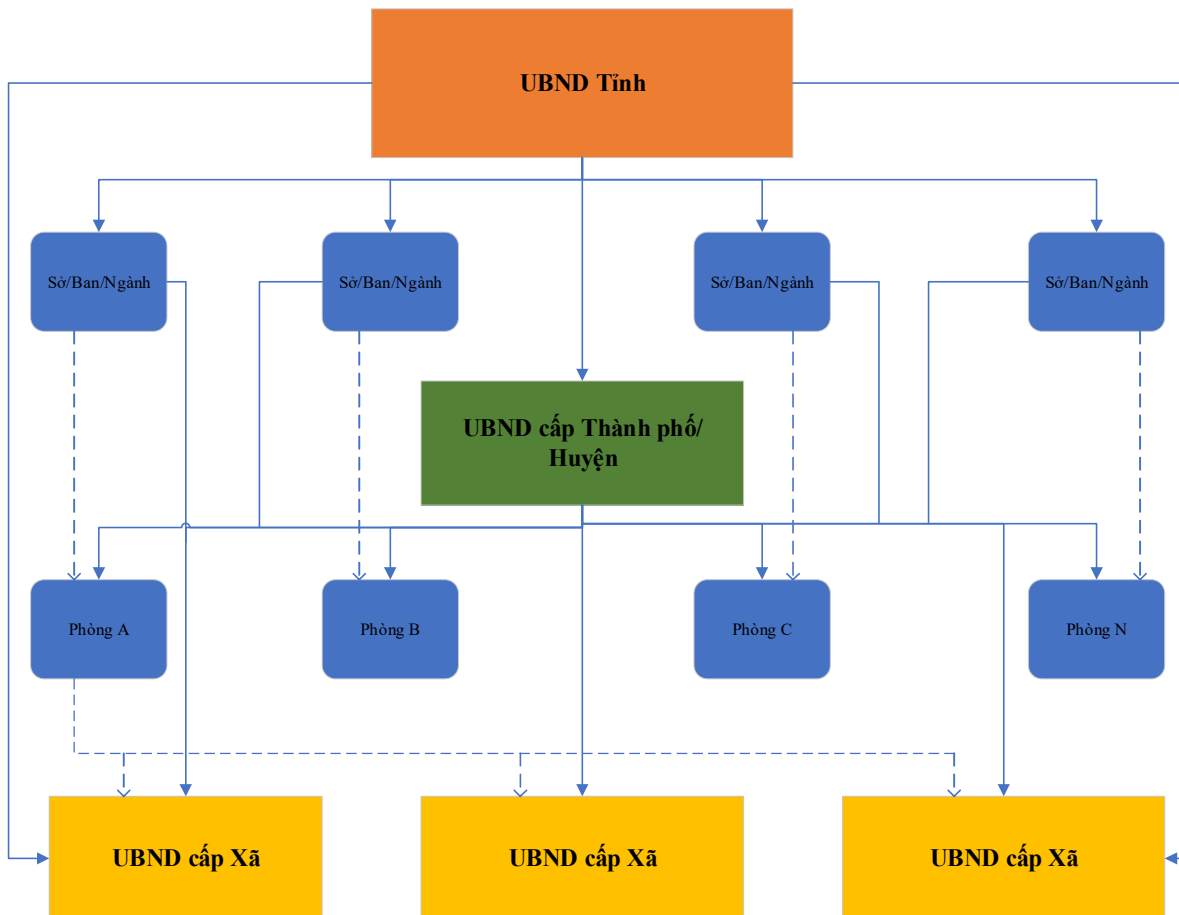 UBND Tỉnh
Sở/Ban/Ngành
Sở/Ban/Ngành
Sở/Ban/Ngành
Sở/Ban/Ngành
UBND cấp Thành phố/
Huyện
Phòng A
Phòng B
Phòng C
Phòng N
UBND cấp Xã
UBND cấp Xã
UBND cấp Xã